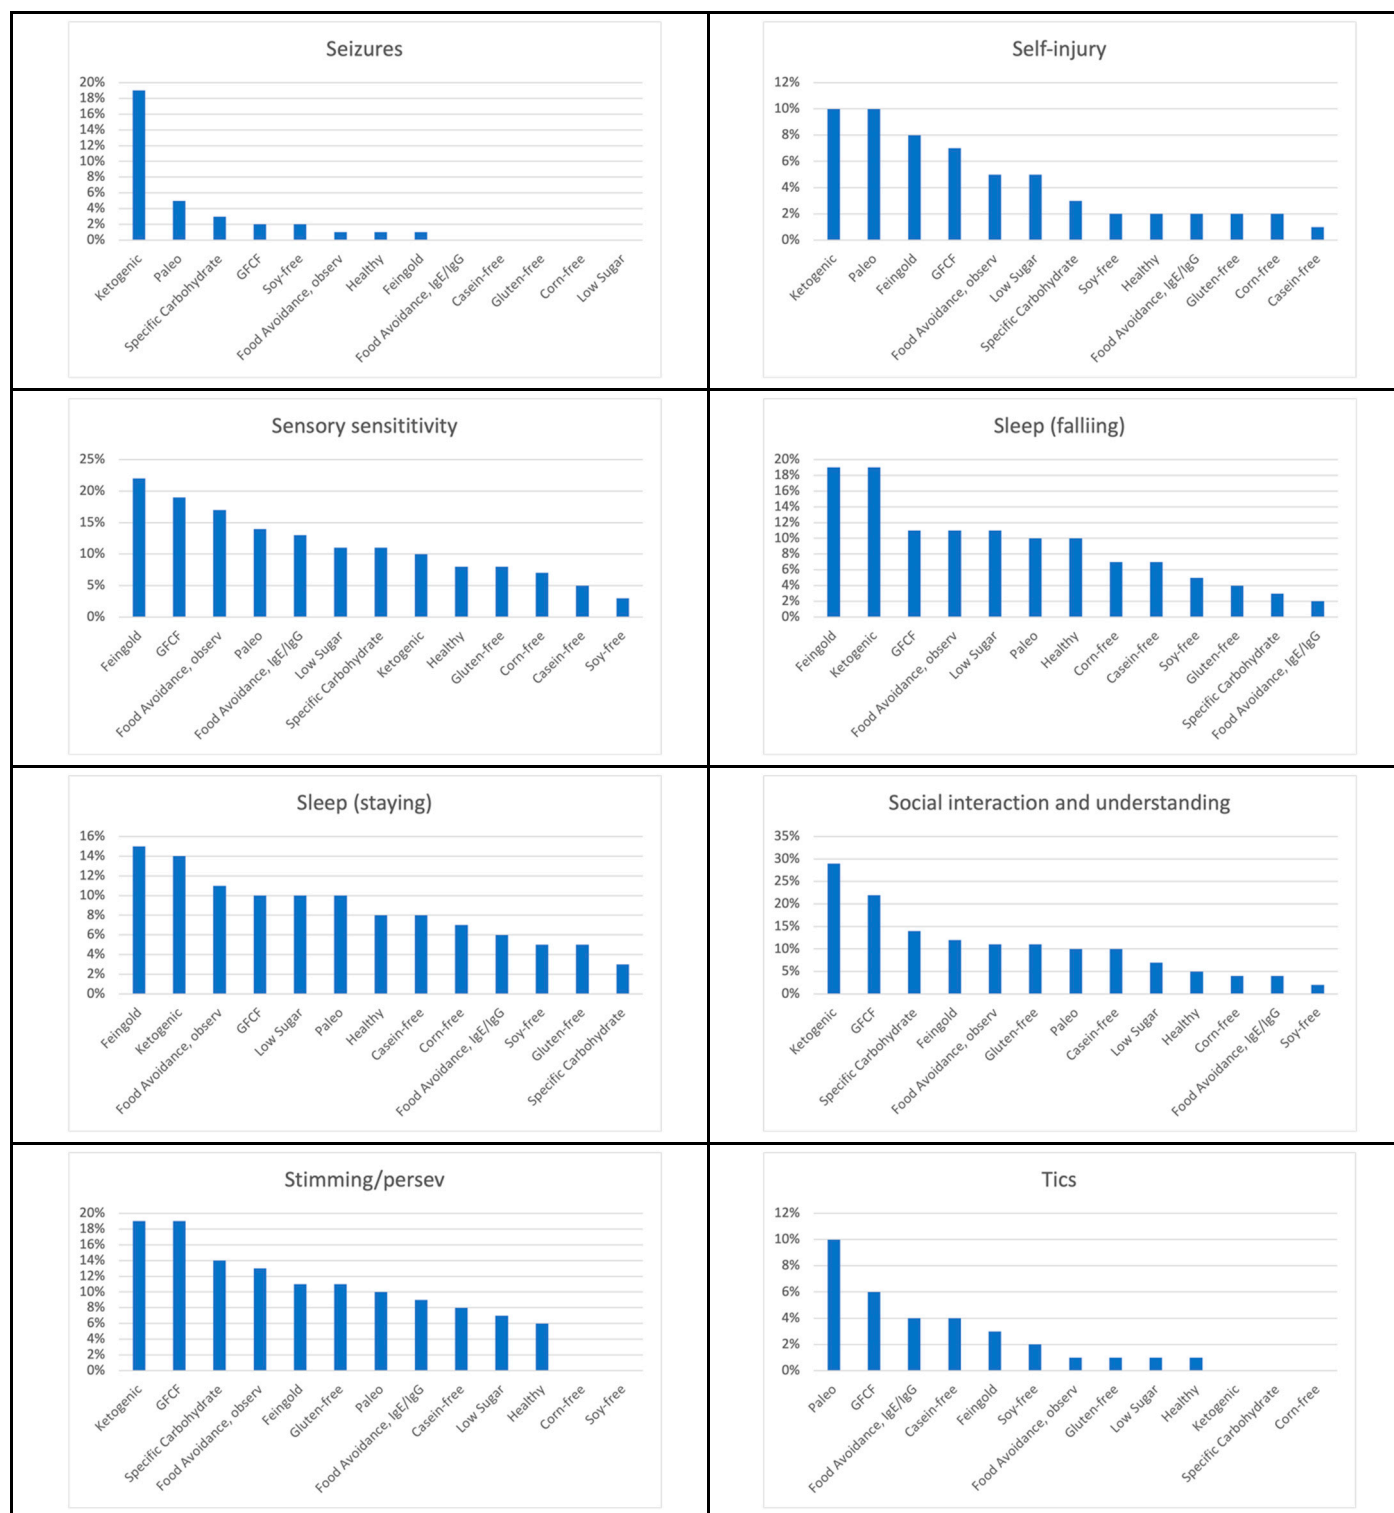 Seizures
20%
18%
16%
14%
12%
10%
8%
6%
4%
2%
0%
Ketogenic
Paleo
Specific Carbohydrate
GFCF
Soy-free
Food Avoidance, observ
Healthy
Feingold
Food Avoidance, IgE/IgG
Casein-free
Gluten-free
Corn-free
Low Sugar
Self-injury
12%
10%
8%
6%
4%
2%
0%
Ketogenic
Paleo
Feingold
GFCF
Food Avoidance, observ
Low Sugar
Specific Carbohydrate
Soy-free
Healthy
Food Avoidance, IgE/IgG
Gluten-free
Corn-free
Casein-free
Sensory sensititivity
25%
20%
15%
10%
5%
0%
Feingold
GFCF
Food Avoidance, observ
Paleo
Food Avoidance, IgE/IgG
Low Sugar
Specific Carbohydrate
Ketogenic
Healthy
Gluten-free
Corn-free
Casein-free
Soy-free
Sleep (falliing)
20%
18%
16%
14%
12%
10%
8%
6%
4%
2%
0%
Feingold
Ketogenic
GFCF
Food Avoidance, observ
Low Sugar
Paleo
Healthy
Corn-free
Casein-free
Soy-free
Gluten-free
Specific Carbohydrate
Food Avoidance, IgE/IgG
Sleep (staying)
16%
14%
12%
10%
8%
6%
4%
2%
0%
Feingold
Ketogenic
Food Avoidance, observ
GFCF
Low Sugar
Paleo
Healthy
Casein-free
Corn-free
Food Avoidance, IgE/IgG
Soy-free
Gluten-free
Specific Carbohydrate
Social interaction and understanding
35%
30%
25%
20%
15%
10%
5%
0%
Ketogenic
GFCF
Specific Carbohydrate
Feingold
Food Avoidance, observ
Gluten-free
Paleo
Casein-free
Low Sugar
Healthy
Corn-free
Food Avoidance, IgE/IgG
Soy-free
Stimming/persev
20%
18%
16%
14%
12%
10%
8%
6%
4%
2%
0%
Ketogenic
GFCF
Specific Carbohydrate
Food Avoidance, observ
Feingold
Gluten-free
Paleo
Food Avoidance, IgE/IgG
Casein-free
Low Sugar
Healthy
Corn-free
Soy-free
Tics
12%
10%
8%
6%
4%
2%
0%
Paleo
GFCF
Food Avoidance, IgE/IgG
Casein-free
Feingold
Soy-free
Food Avoidance, observ
Gluten-free
Low Sugar
Healthy
Ketogenic
Specific Carbohydrate
Corn-free